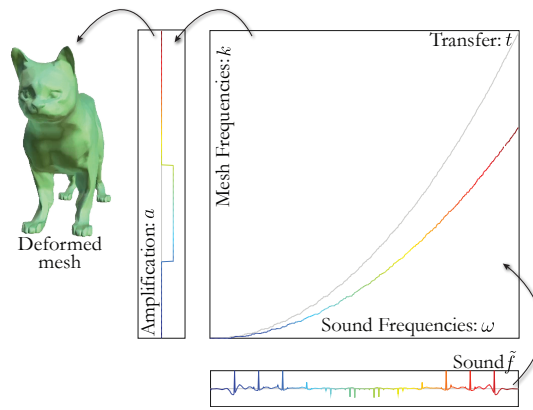 Transfer: t
Mesh Frequencies: k
Amplification: a
Deformed
mesh
Sound Frequencies: ω
Sound f̃